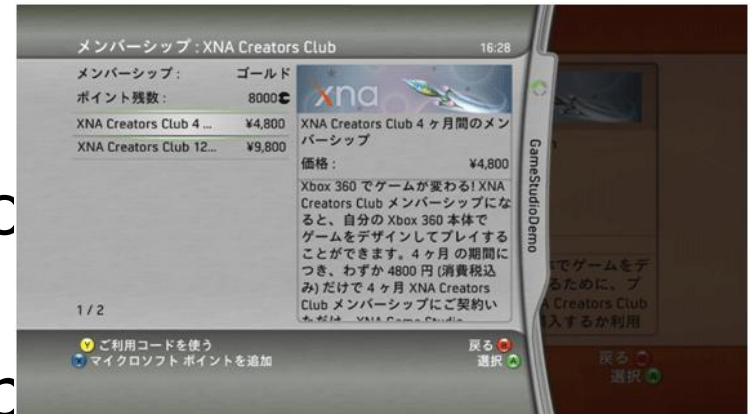 メンバーシップ : XNA Creators Club 16:28
メンバーシップ : ゴールド
ポイント残数 : 8000
XNA Creators Club 4 ... ¥4,800
XNA Creators Club 12... ¥9,800
1 / 2
xna
XNA Creators Club 4 ヶ月間のメン
バーシップ
価格 : ¥4,800
Xbox 360 でゲームが変わる! XNA
Creators Club メンバーシップにな
ると、自分の Xbox 360 本体で
ゲームをデザインしてプレイする
ことができます。4 ヶ月 の期間に
つき、わずか 4800 円 (消費税込
み) だけで 4 ヶ月 XNA Creators
Club メンバーシップにご契約い
GameStudioDemo
Y ご利用コードを使う
X マイクロソフト ポイントを追加
戻る B
選択 A
でゲームをデ
るために、プ
Creators Club
入するか利用
戻る
選択 A